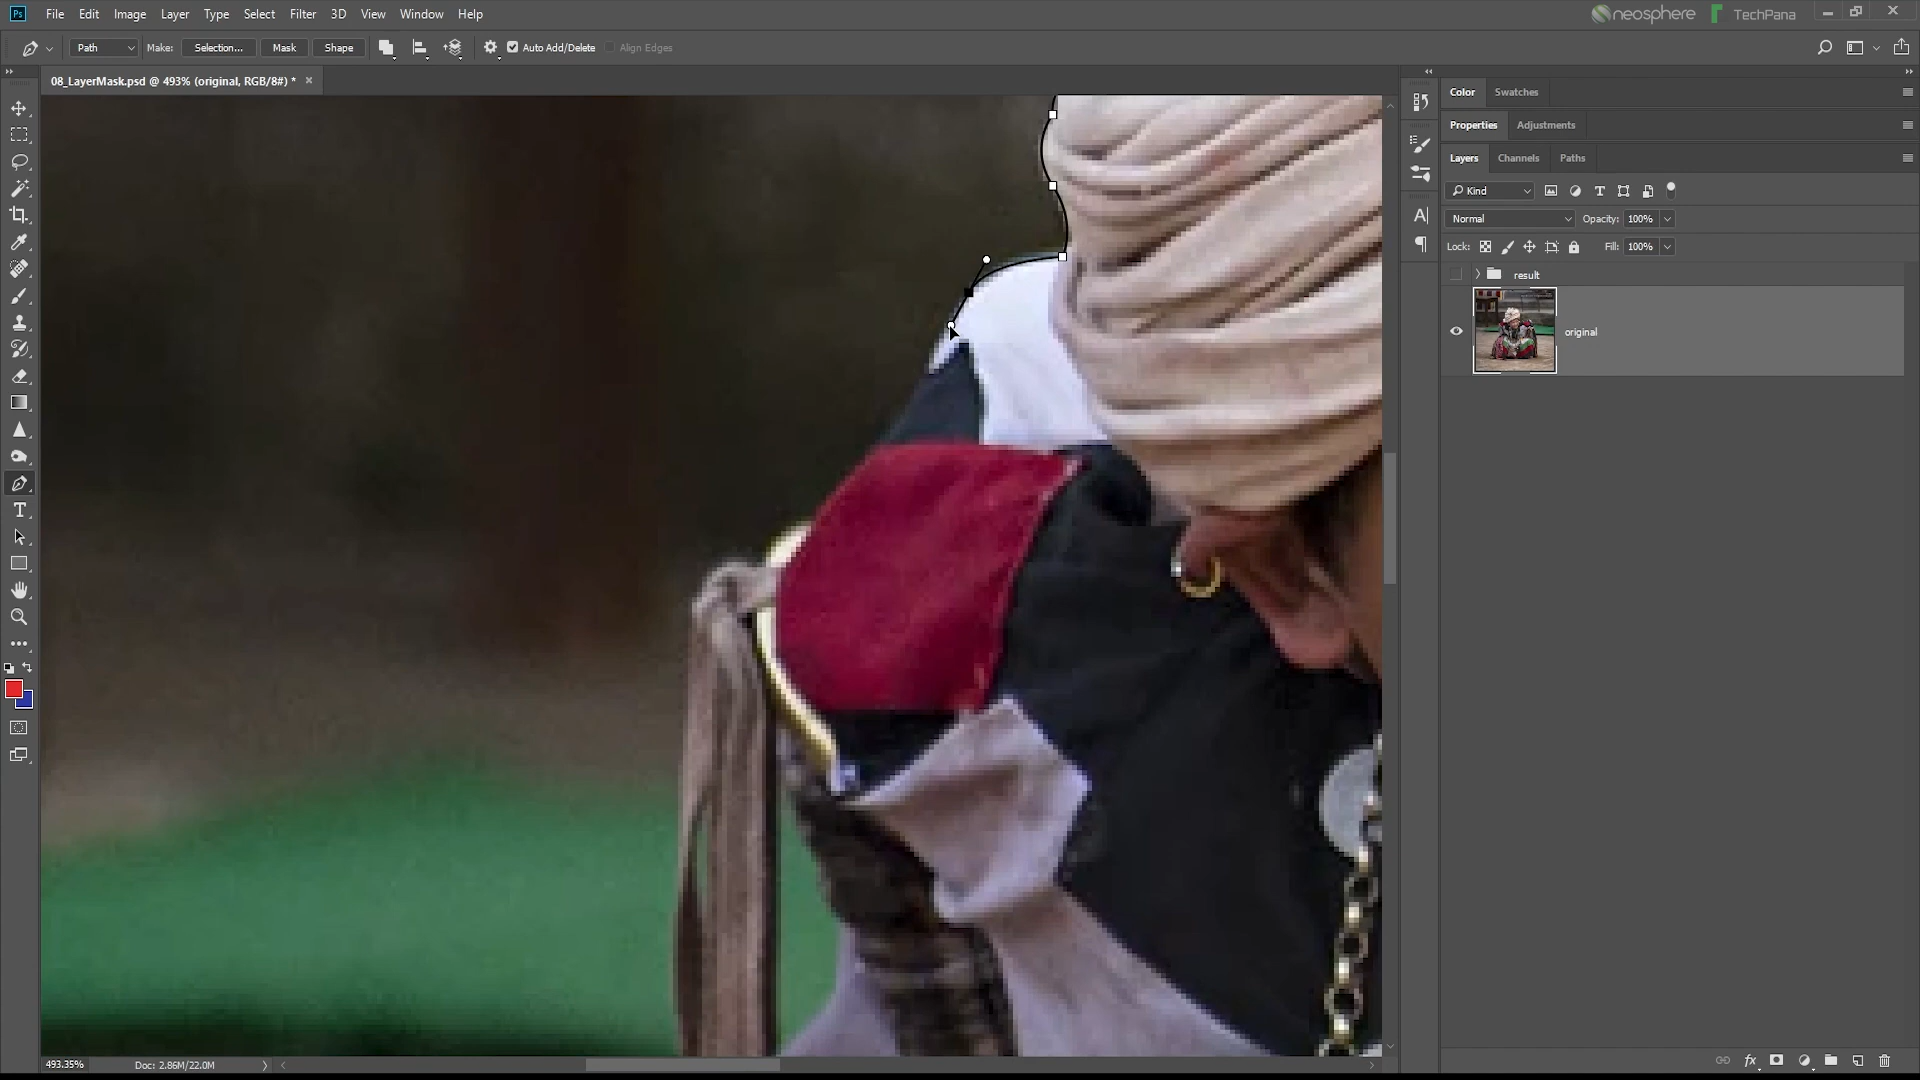 Ps File Edit Image Layer Type Select Filter 3D View Window Help neosphere TechPana
Path Make: Selection... Mask Shape Auto Add/Delete Align Edges
08_LayerMask.psd @ 493% (original, RGB/8#) *
Color Swatches
Properties Adjustments
Layers Channels Paths
Kind
Normal Opacity: 100%
Lock: Fill: 100%
result
original
493.35% Doc: 2.86M/22.0M